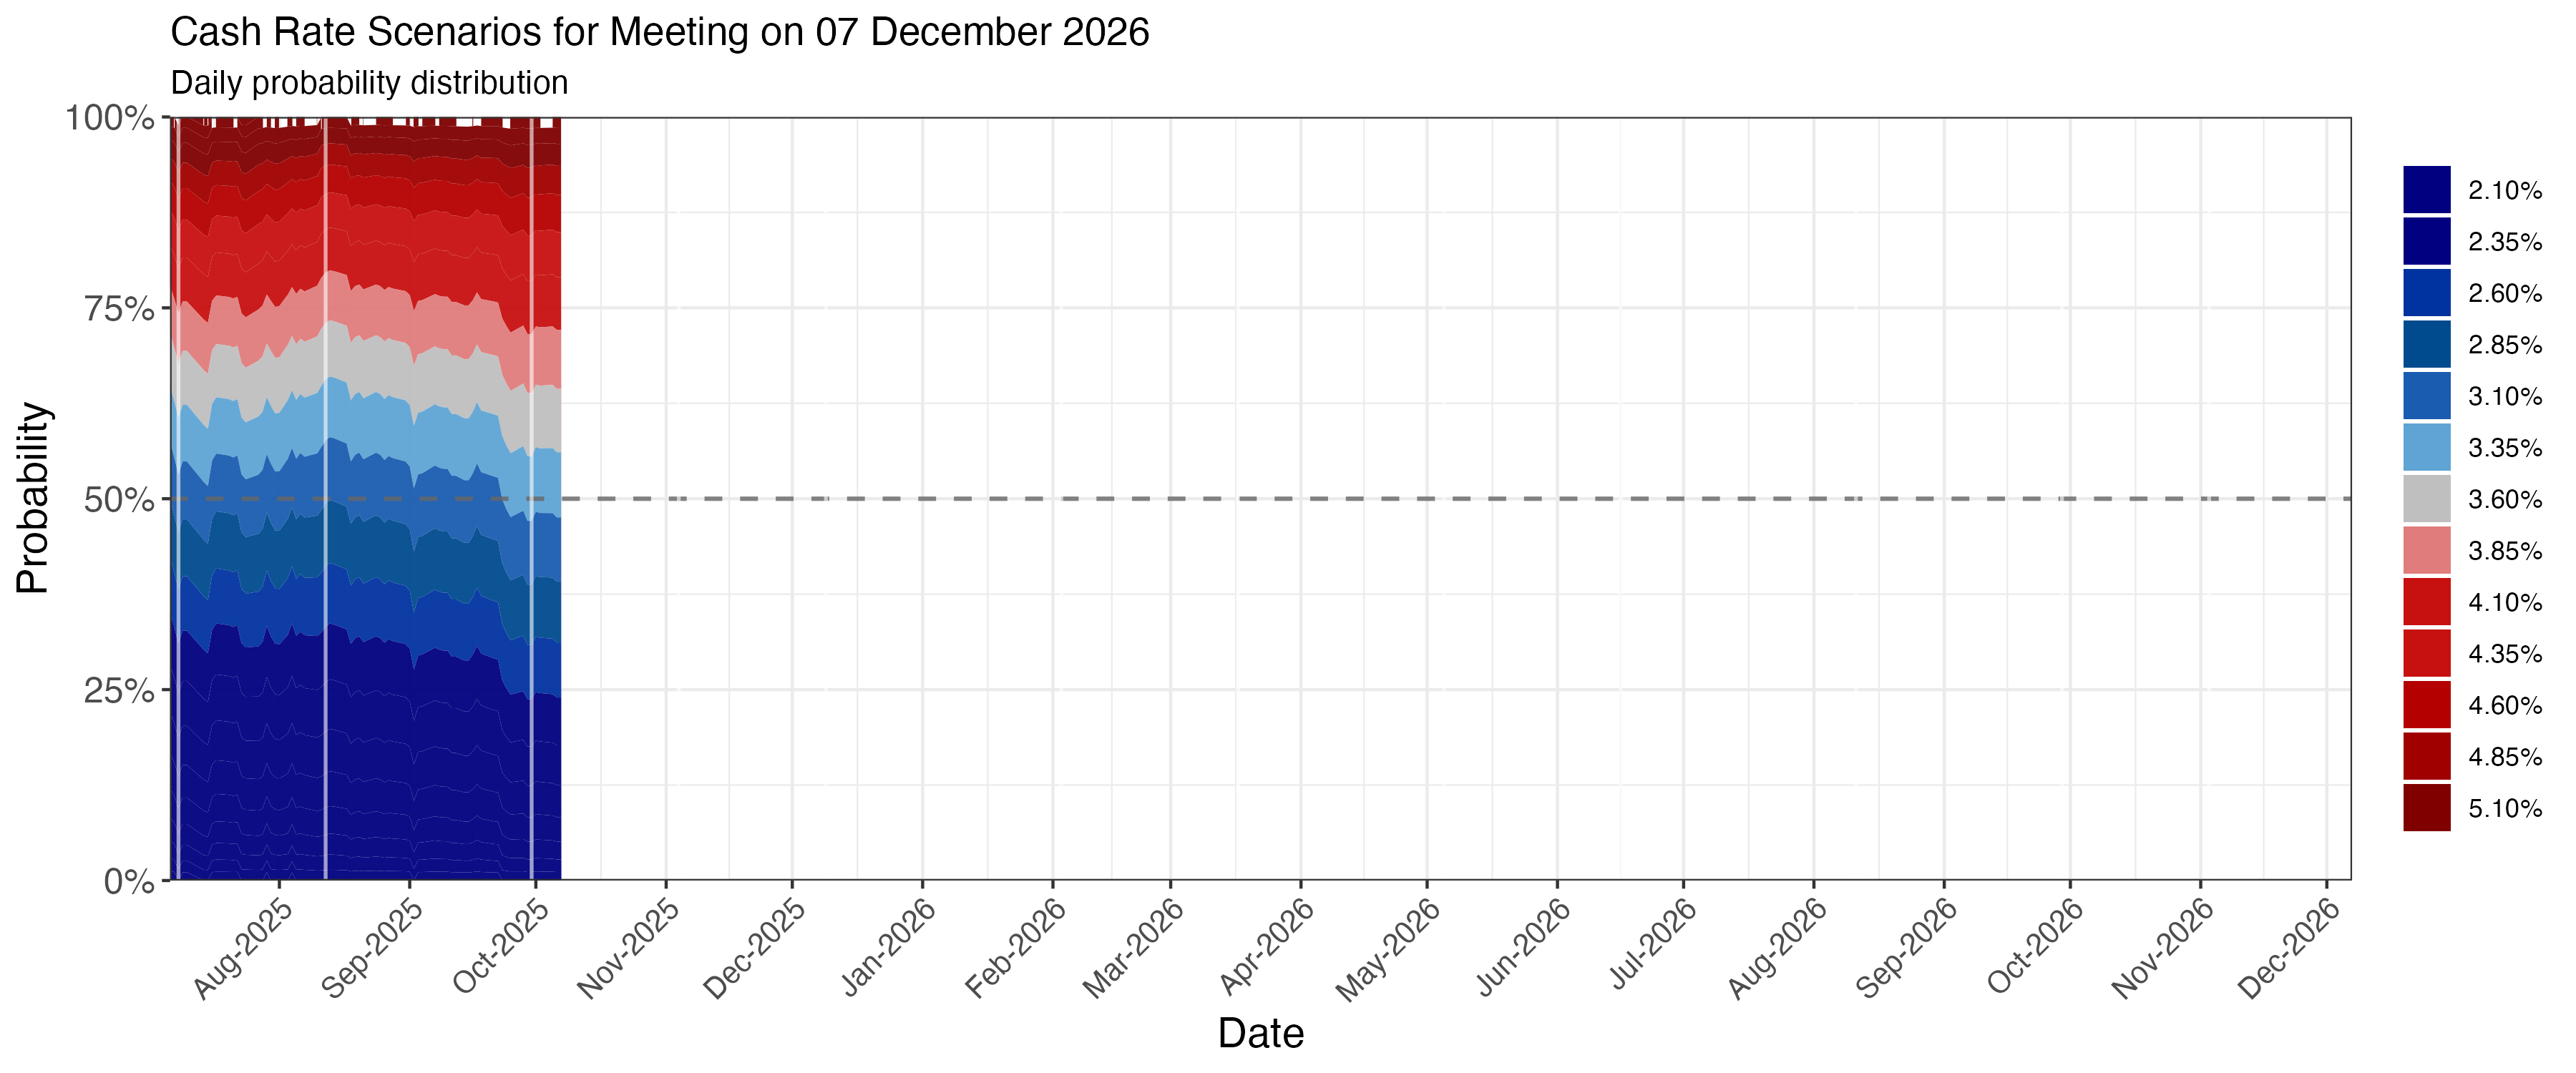 Cash Rate Scenarios for Meeting on 07 December 2026
Daily probability distribution
100%
75%
50%
25%
0%
Probability
Aug-2025
Sep-2025
Oct-2025
Nov-2025
Dec-2025
Jan-2026
Feb-2026
Mar-2026
Apr-2026
May-2026
Jun-2026
Jul-2026
Aug-2026
Sep-2026
Oct-2026
Nov-2026
Dec-2026
Date
2.10%
2.35%
2.60%
2.85%
3.10%
3.35%
3.60%
3.85%
4.10%
4.35%
4.60%
4.85%
5.10%